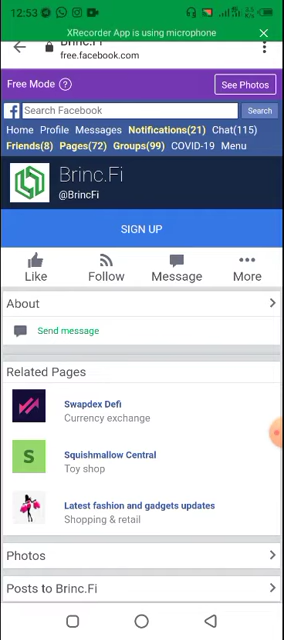 12:53
XRecorder App is using microphone
Brinc.Fi
free.facebook.com
Free Mode ?
See Photos
Search Facebook
Search
Home Profile Messages Notifications(21) Chat(115)
Friends(8) Pages(72) Groups(99) COVID-19 Menu
Brinc.Fi
@BrincFi
SIGN UP
Like
Follow
Message
More
About
Send message
Related Pages
Swapdex Defi
Currency exchange
S
Squishmallow Central
Toy shop
Latest fashion and gadgets updates
Shopping & retail
Photos
Posts to Brinc.Fi